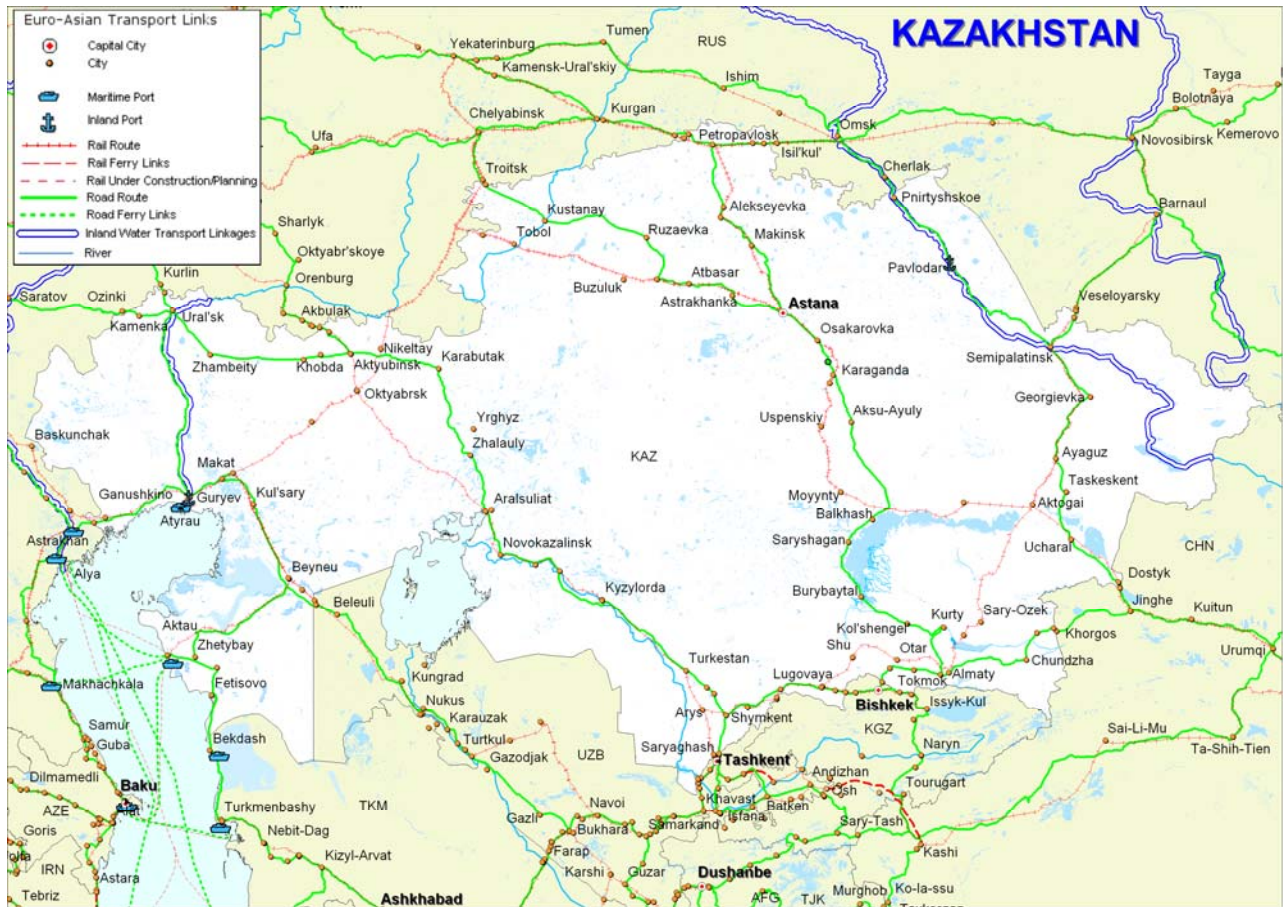 Euro-Asian Transport Links
Capital City
City
Maritime Port
Inland Port
Rail Route
Rail Ferry Links
Rail Under Construction/Planning
Road Route
Road Ferry Links
Inland Water Transport Linkages
River
KAZAKHSTAN
Tumen
RUS
Yekaterinburg
Kamensk-Ural'skiy
Ishim
Tayga
Bolotnaya
Kurgan
Chelyabinsk
Omsk
Kemerovo
Ufa
Petropavlosk
Isil'kul'
Novosibirsk
Troitsk
Cherlak
Pnirtyshskoe
Kustanay
Alekseyevka
Barnaul
Sharlyk
Ruzaevka
Tobol
Makinsk
Oktyabr'skoye
Pavlodar
Kurlin
Orenburg
Buzuluk
Atbasar
Saratov
Ozinki
Astrakhanka
Astana
Veseloyarsky
Kamenka
Ural'sk
Akbulak
Osakarovka
Nikeltay
Semipalatinsk
Zhambeity
Khobda
Aktyubinsk
Karabutak
Karaganda
Oktyabrsk
Georgievka
Uspenskiy
Aksu-Ayuly
Yrghyz
Baskunchak
Zhalauly
KAZ
Ayaguz
Makat
Taskeskent
Ganushkino
Guryev
Kul'sary
Moyynty
Aralsuliat
Aktogai
Atyrau
Balkhash
Astrakhan
Saryshagan
Ucharal
CHN
Novokazalinsk
Alya
Beyneu
Dostyk
Kyzylorda
Burybaytal
Beleuli
Jinghe
Kuitun
Kurty
Sary-Ozek
Aktau
Kol'shengel
Khorgos
Zhetybay
Shu
Otar
Urumqi
Turkestan
Chundzha
Makhachkala
Fetisovo
Kungrad
Lugovaya
Tokmok
Almaty
Nukus
Bishkek
Issyk-Kul
Arys
Shymkent
Samur
Karauzak
KGZ
Sai-Li-Mu
Guba
Bekdash
Turtkul
UZB
Saryaghash
Naryn
Ta-Shih-Tien
Gazodjak
Tashkent
Dilmamedli
Andizhan
Baku
Tourugart
Osh
AZE
TKM
Khavast
Batken
Turkmenbashy
Navoi
Gazli
Isfana
Goris
Nebit-Dag
Bukhara
Samarkand
Sary-Tash
Kashi
IRN
Kizyl-Arvat
Farap
Astara
Karshi
Guzar
Dushanbe
Tebriz
Ashkhabad
AFG
TJK
Murghob
Ko-la-ssu